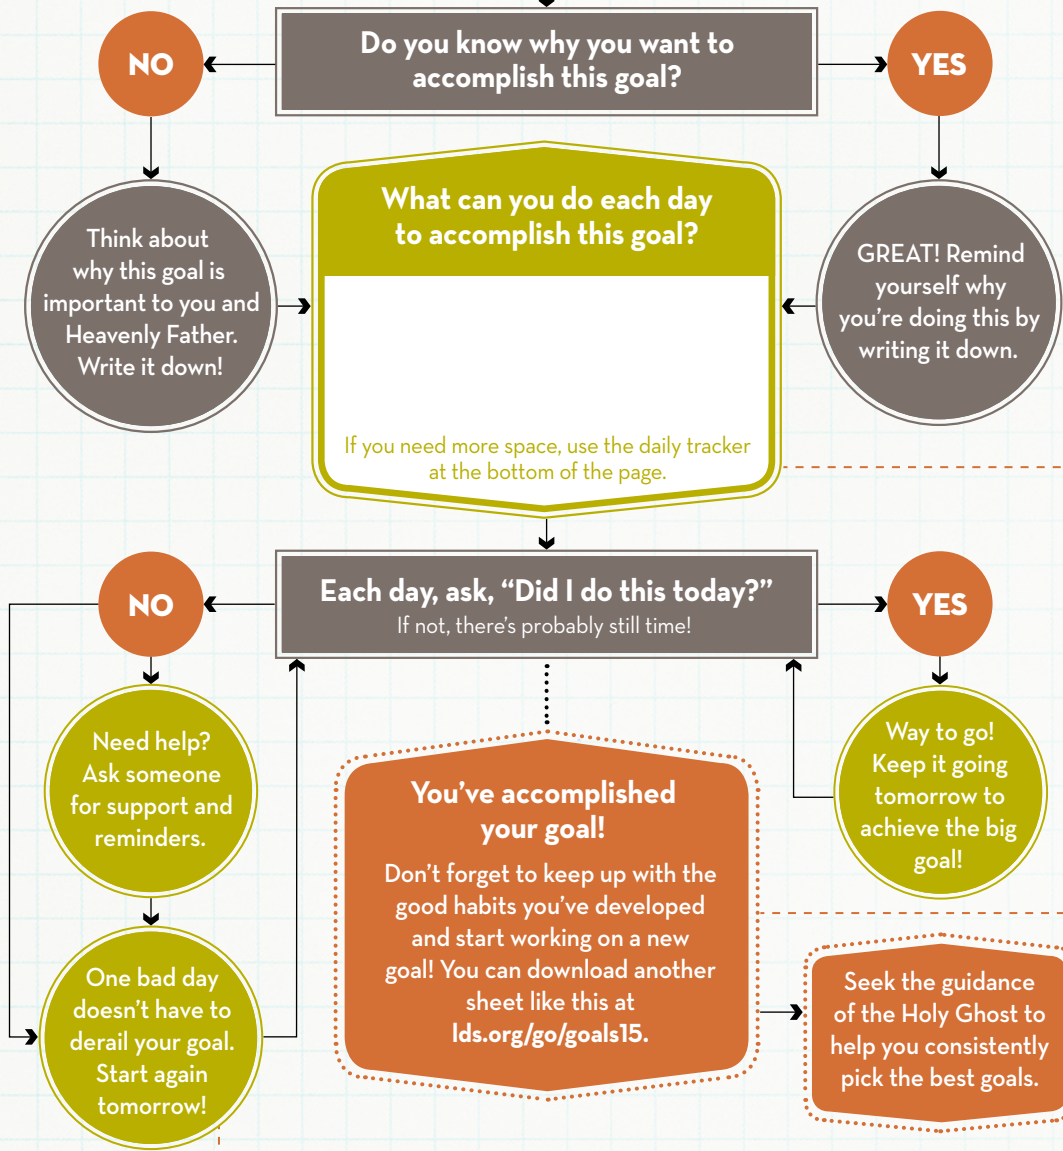 Do you know why you want to
accomplish this goal?
NO
YES
Think about
why this goal is
important to you and
Heavenly Father.
Write it down!
What can you do each day
to accomplish this goal?
If you need more space, use the daily tracker
at the bottom of the page.
GREAT! Remind
yourself why
you're doing this by
writing it down.
Each day, ask, “Did I do this today?”
If not, there's probably still time!
NO
YES
Need help?
Ask someone
for support and
reminders.
One bad day
doesn't have to
derail your goal.
Start again
tomorrow!
Way to go!
Keep it going
tomorrow to
achieve the big
goal!
You've accomplished
your goal!
Don't forget to keep up with the
good habits you've developed
and start working on a new
goal! You can download another
sheet like this at
lds.org/go/goals15.
Seek the guidance
of the Holy Ghost to
help you consistently
pick the best goals.